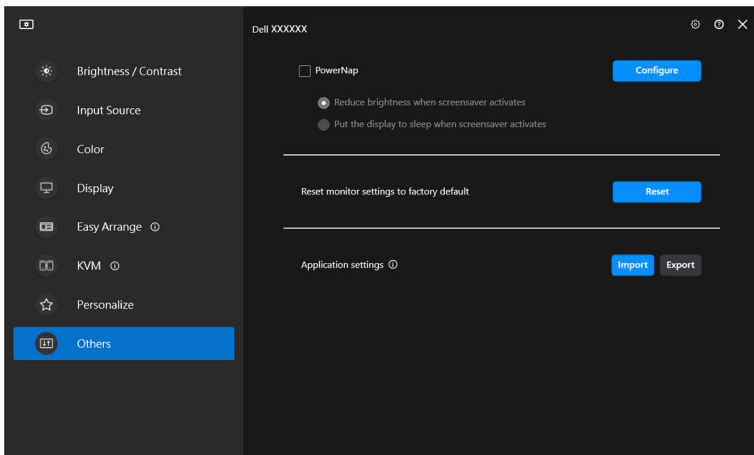 Dell XXXXXX
Brightness / Contrast
Input Source
Color
Display
Easy Arrange
KVM
Personalize
Others
PowerNap
Configure
Reduce brightness when screensaver activates
Put the display to sleep when screensaver activates
Reset monitor settings to factory default
Reset
Application settings
Import
Export